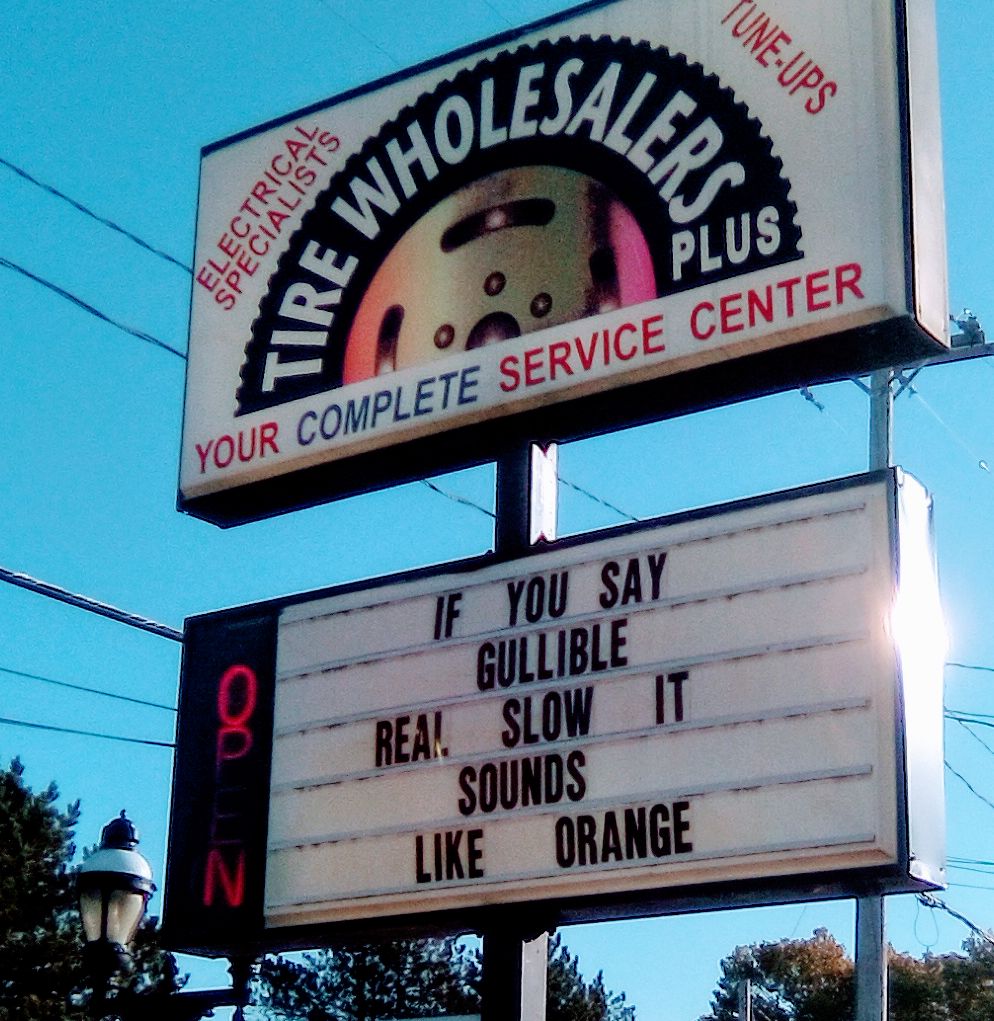 ELECTRICAL
SPECIALISTS
TUNE-UPS
TIRE WHOLESALERS
PLUS
YOUR COMPLETE SERVICE CENTER
OPEN
IF YOU SAY
GULLIBLE
REAL SLOW IT
SOUNDS
LIKE ORANGE